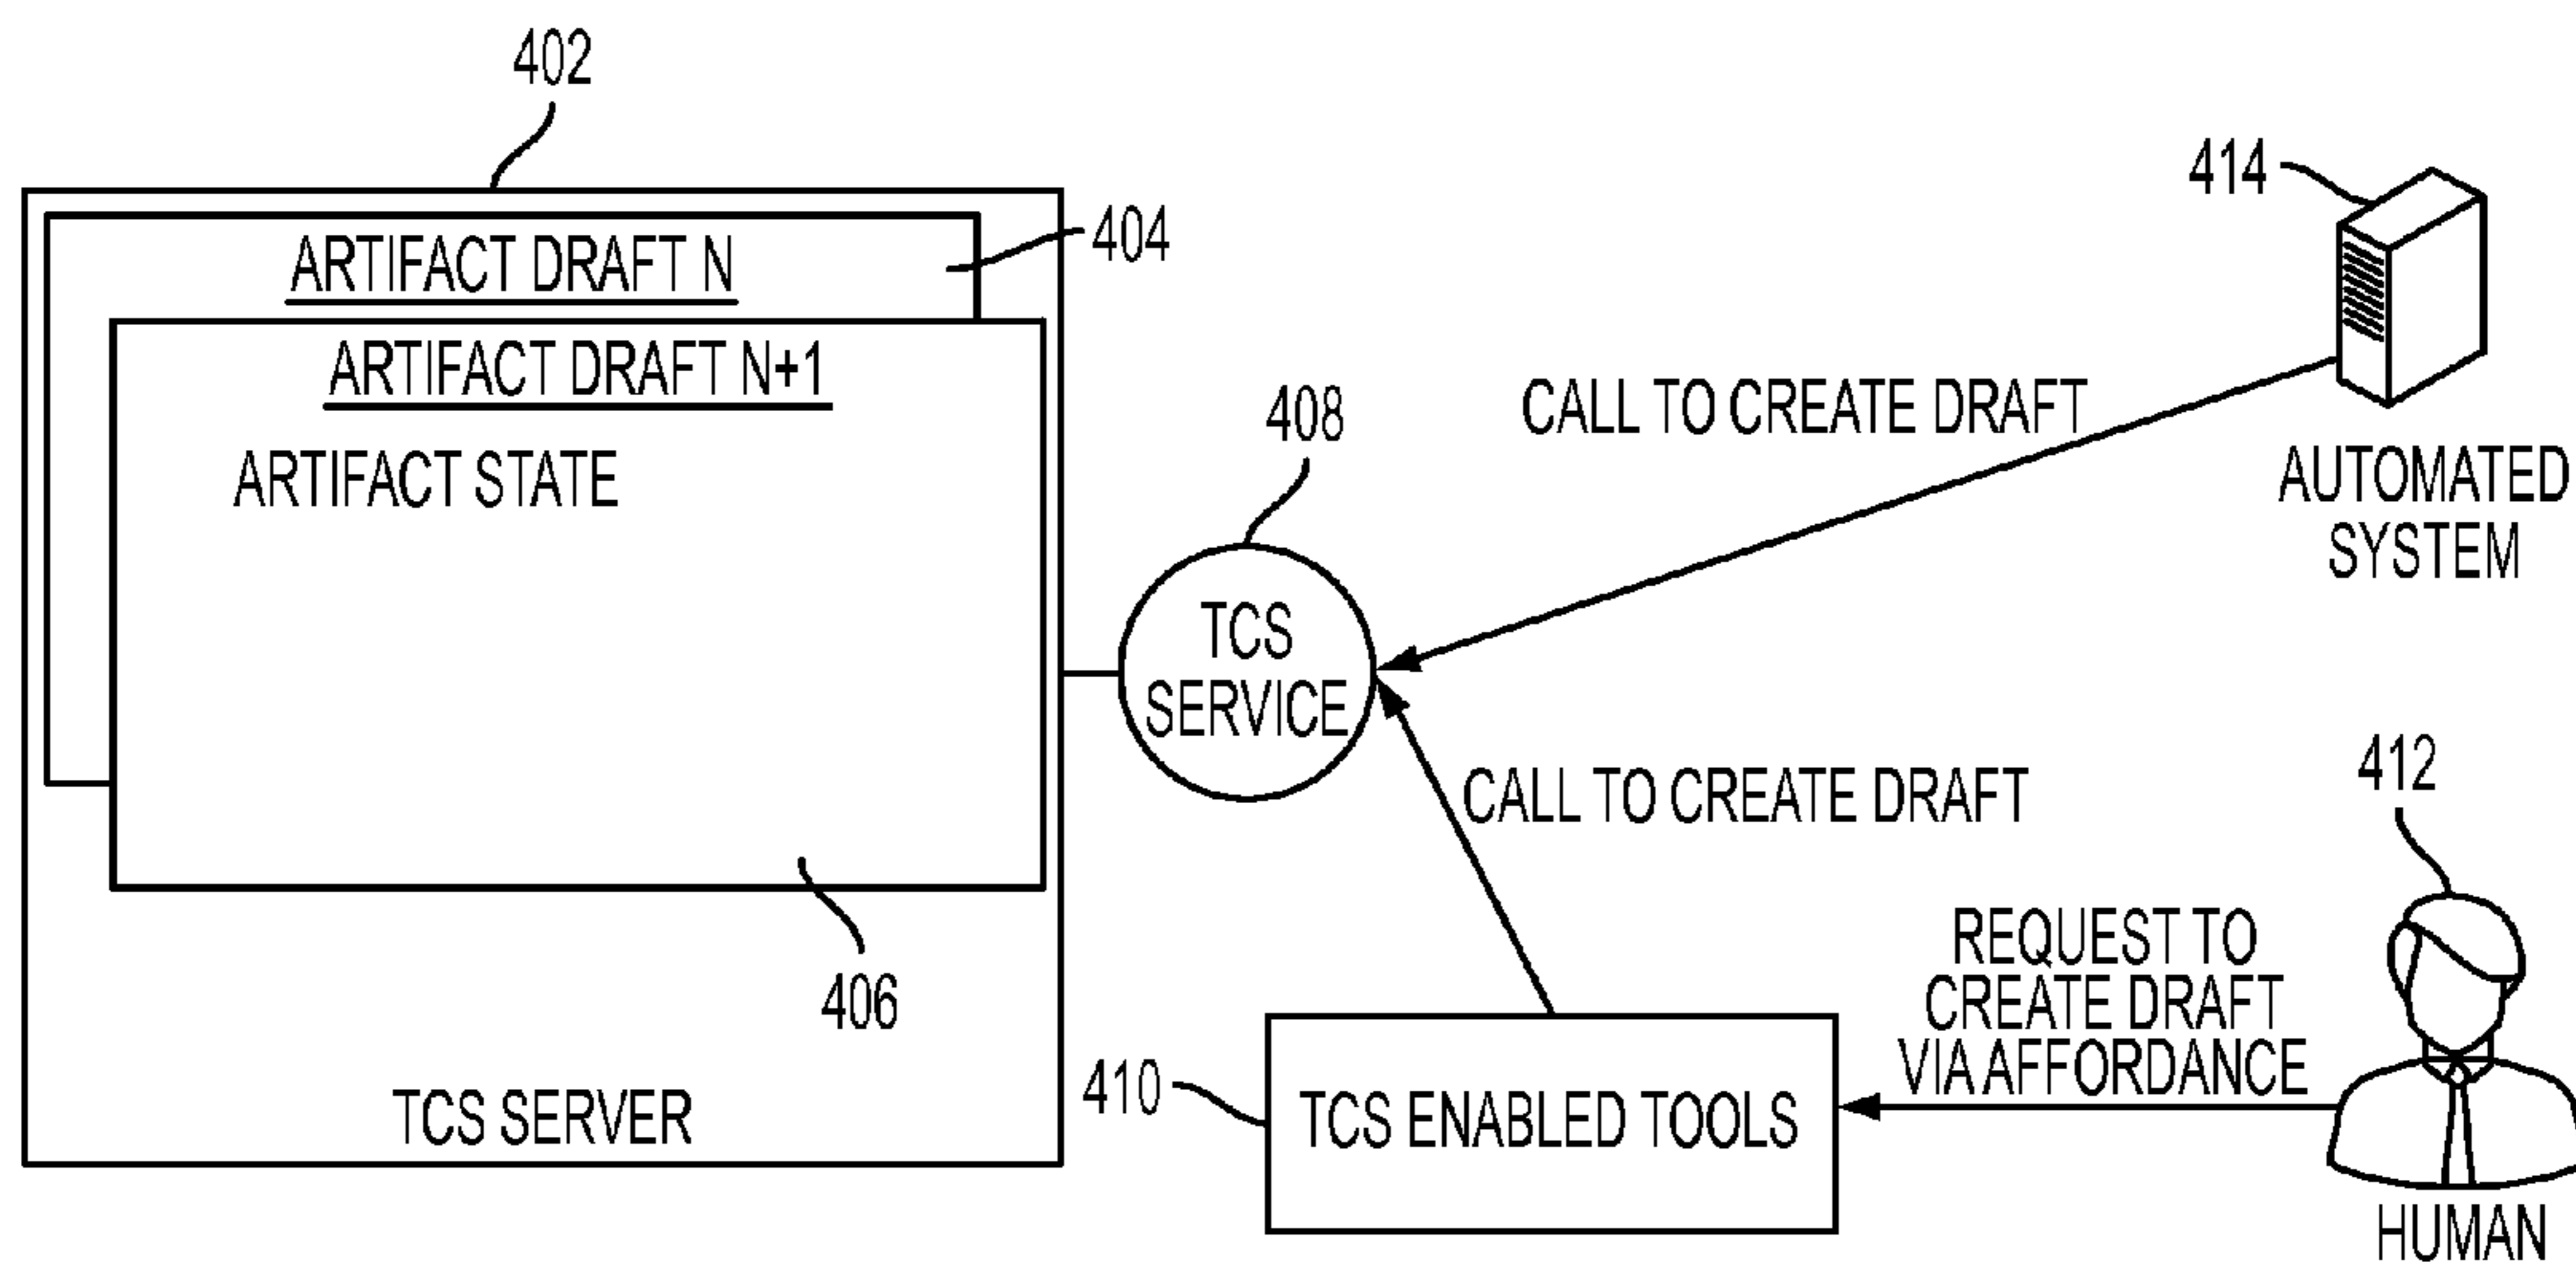 402
414
404
ARTIFACT DRAFT N
ARTIFACT DRAFT N+1
ARTIFACT STATE
408
CALL TO CREATE DRAFT
AUTOMATED
SYSTEM
TCS
SERVICE
CALL TO CREATE DRAFT
412
REQUEST TO
CREATE DRAFT
VIA AFFORDANCE
406
410
TCS SERVER
TCS ENABLED TOOLS
HUMAN